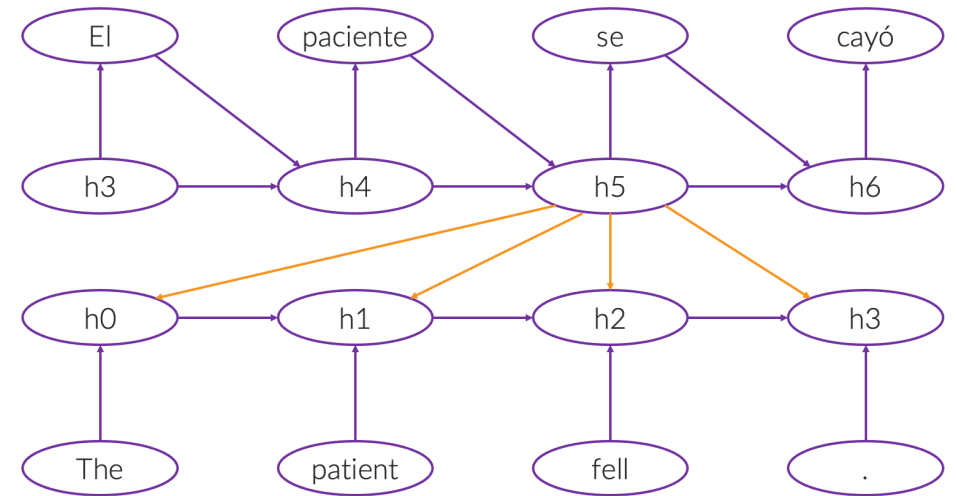 El paciente se cayó
h3 h4 h5 h6
h0 h1 h2 h3
The patient fell .